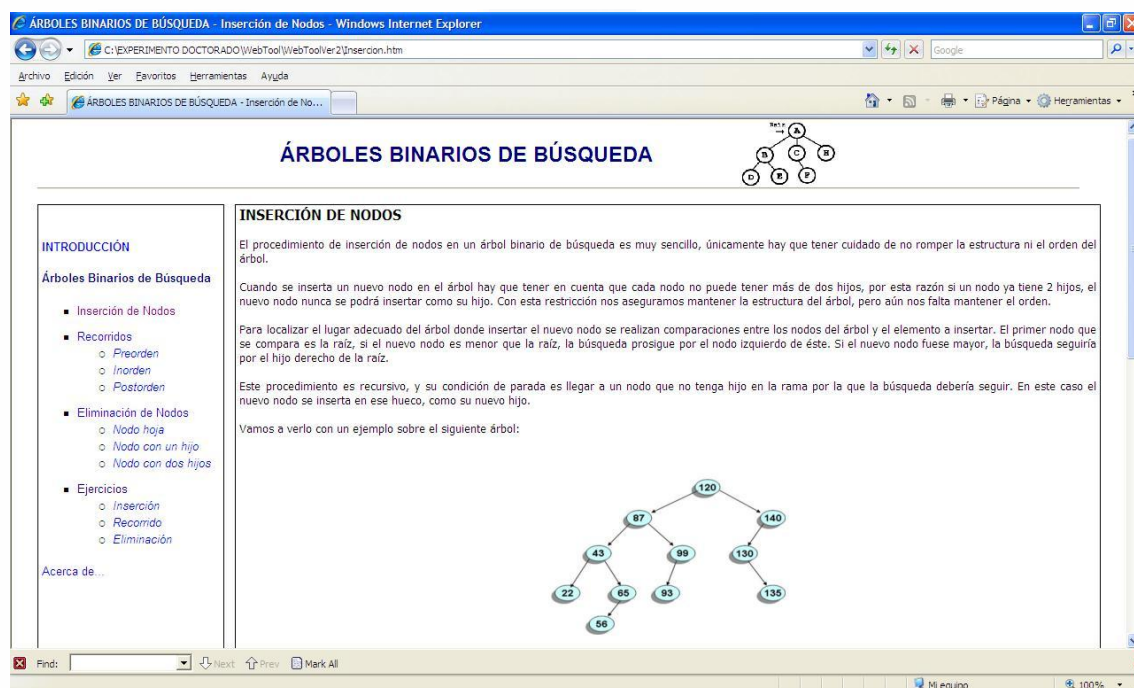 ÁRBOLES BINARIOS DE BÚSQUEDA - Inserción de Nodos - Windows Internet Explorer
C:\EXPERIMENTO DOCTORADO\WebTool\WebToolVer2\Insercion.htm
Google
Archivo Edición Ver Favoritos Herramientas Ayuda
ÁRBOLES BINARIOS DE BÚSQUEDA - Inserción de No...
Página
Herramientas
ÁRBOLES BINARIOS DE BÚSQUEDA
A
B C H
D E F
INTRODUCCIÓN
Árboles Binarios de Búsqueda
Inserción de Nodos
Recorridos
Preorden
Inorden
Postorden
Eliminación de Nodos
Nodo hoja
Nodo con un hijo
Nodo con dos hijos
Ejercicios
Inserción
Recorrido
Eliminación
Acerca de...
INSERCIÓN DE NODOS
El procedimiento de inserción de nodos en un árbol binario de búsqueda es muy sencillo, únicamente hay que tener cuidado de no romper la estructura ni el orden del
árbol.
Cuando se inserta un nuevo nodo en el árbol hay que tener en cuenta que cada nodo no puede tener más de dos hijos, por esta razón si un nodo ya tiene 2 hijos, el
nuevo nodo nunca se podrá insertar como su hijo. Con esta restricción nos aseguramos mantener la estructura del árbol, pero aún nos falta mantener el orden.
Para localizar el lugar adecuado del árbol donde insertar el nuevo nodo se realizan comparaciones entre los nodos del árbol y el elemento a insertar. El primer nodo que
se compara es la raíz, si el nuevo nodo es menor que la raíz, la búsqueda prosigue por el nodo izquierdo de éste. Si el nuevo nodo fuese mayor, la búsqueda seguiría
por el hijo derecho de la raíz.
Este procedimiento es recursivo, y su condición de parada es llegar a un nodo que no tenga hijo en la rama por la que la búsqueda debería seguir. En este caso el
nuevo nodo se inserta en ese hueco, como su nuevo hijo.
Vamos a verlo con un ejemplo sobre el siguiente árbol:
120
87 140
43 99 130
22 65 93 135
56
Find: Next Prev Mark All
Mi equipo 100%